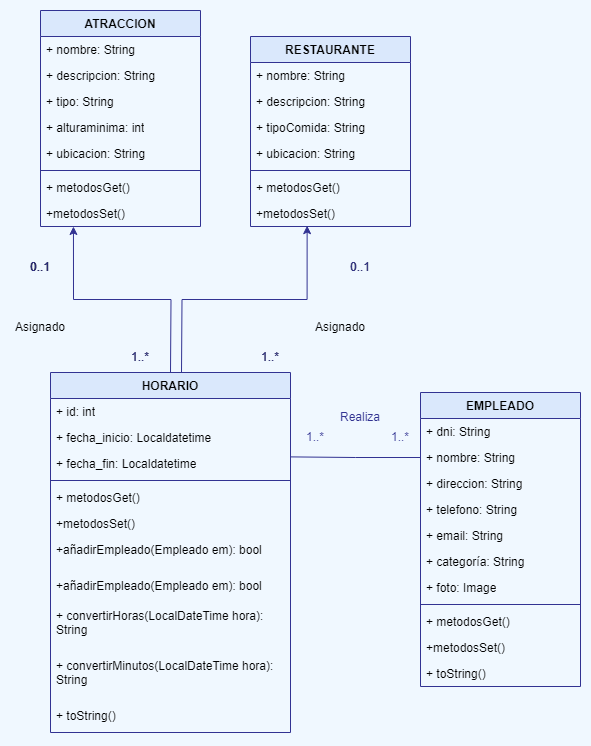 ATRACCION
+ nombre: String
+ descripcion: String
+ tipo: String
+ alturaminima: int
+ ubicacion: String
+ metodosGet()
+metodosSet()
RESTAURANTE
+ nombre: String
+ descripcion: String
+ tipoComida: String
+ ubicacion: String
+ metodosGet()
+metodosSet()
0..1
0..1
Asignado
Asignado
1..*
1..*
HORARIO
+ id: int
+ fecha_inicio: Localdatetime
+ fecha_fin: Localdatetime
+ metodosGet()
+metodosSet()
+añadirEmpleado(Empleado em): bool
+añadirEmpleado(Empleado em): bool
+ convertirHoras(LocalDateTime hora):
String
+ convertirMinutos(LocalDateTime hora):
String
+ toString()
Realiza
1..*
1..*
EMPLEADO
+ dni: String
+ nombre: String
+ direccion: String
+ telefono: String
+ email: String
+ categoría: String
+ foto: Image
+ metodosGet()
+metodosSet()
+ toString()